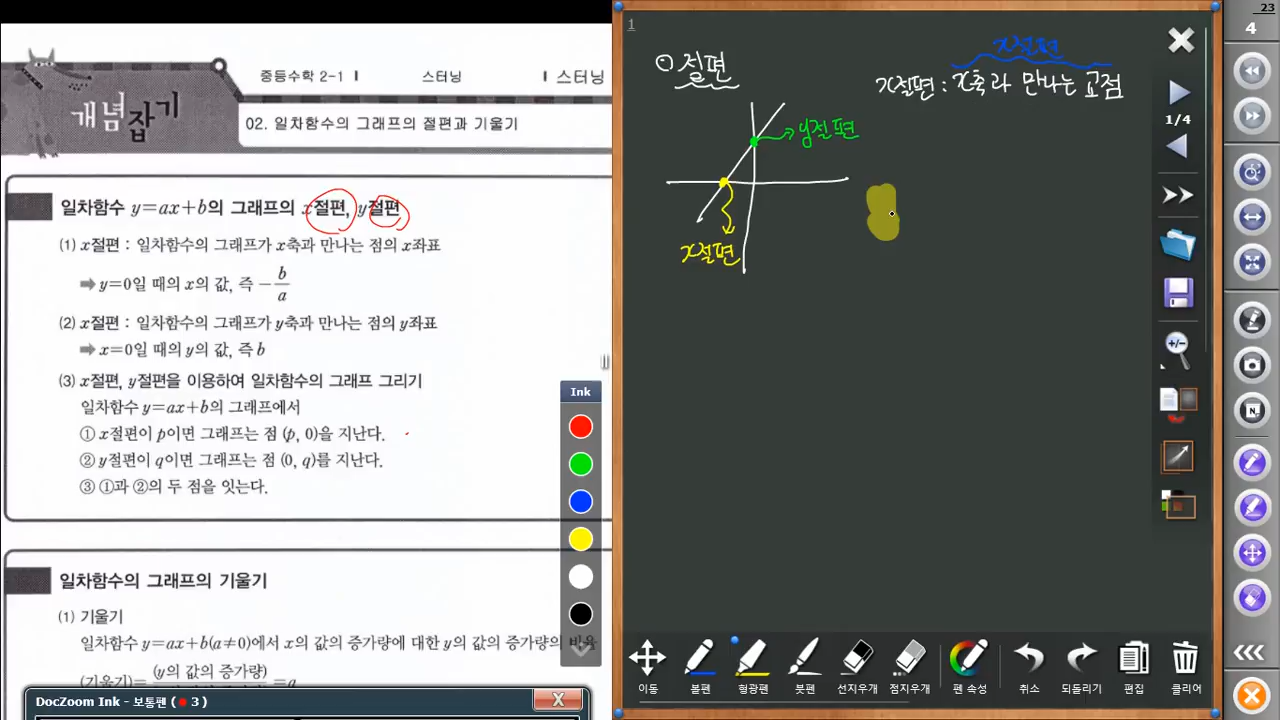 중등수학 2-1 스터닝 스터닝
개념 잡기
02. 일차함수의 그래프의 절편과 기울기
일차함수 y=ax+b의 그래프의 x절편, y절편
(1) x절편 : 일차함수의 그래프가 x축과 만나는 점의 x좌표
➡ y=0일 때의 x의 값, 즉 -b/a
(2) x절편 : 일차함수의 그래프가 y축과 만나는 점의 y좌표
➡ x=0일 때의 y의 값, 즉 b
(3) x절편, y절편을 이용하여 일차함수의 그래프 그리기
일차함수 y=ax+b의 그래프에서
① x절편이 p이면 그래프는 점 (p, 0)을 지난다.
② y절편이 q이면 그래프는 점 (0, q)를 지난다.
③ ①과 ②의 두 점을 잇는다.
일차함수의 그래프의 기울기
(1) 기울기
일차함수 y=ax+b(a≠0)에서 x의 값의 증가량에 대한 y의 값의 증가량의 비율
(기울기)=(y의 값의 증가량) =a
DocZoom Ink - 보통펜 ( 3 )
X
Ink
1
⊙ 절편
x절편
x절편 : x축과 만나는 교점
y절편
x절편
1/4
+/-
N
이동 볼펜 형광펜 붓펜 선지우개 점지우개 펜 속성 취소 되돌리기 편집 클리어
23
4
N